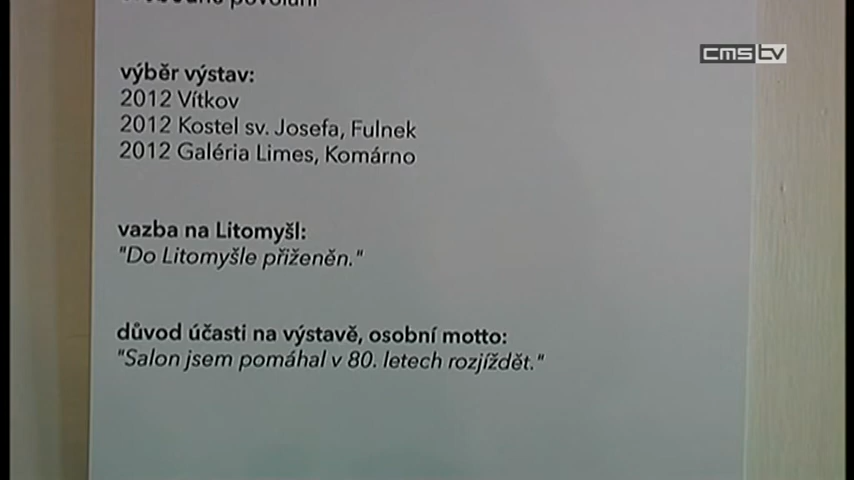 cms tv
výběr výstav:
2012 Vítkov
2012 Kostel sv. Josefa, Fulnek
2012 Galéria Limes, Komárno
vazba na Litomyšl:
"Do Litomyšle přiženěn."
důvod účasti na výstavě, osobní motto:
"Salon jsem pomáhal v 80. letech rozjíždět."